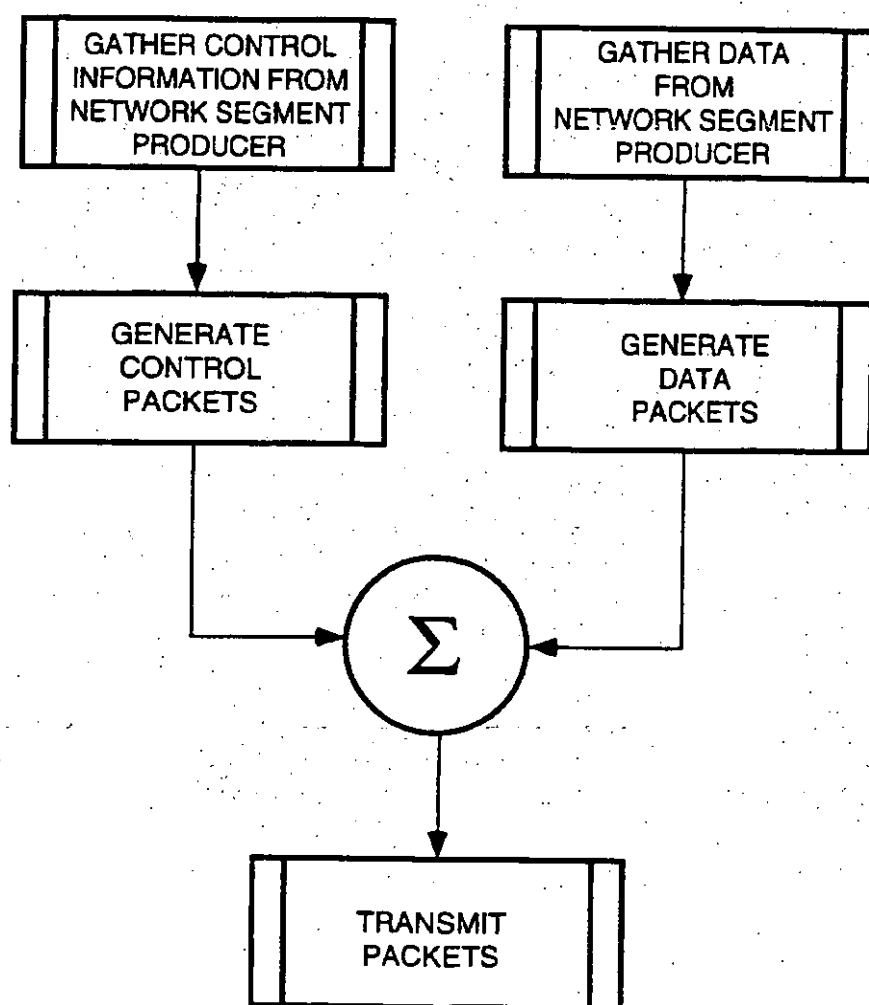 GATHER CONTROL
INFORMATION FROM
NETWORK SEGMENT
PRODUCER
GATHER DATA
FROM
NETWORK SEGMENT
PRODUCER
GENERATE
CONTROL
PACKETS
GENERATE
DATA
PACKETS
Σ
TRANSMIT
PACKETS